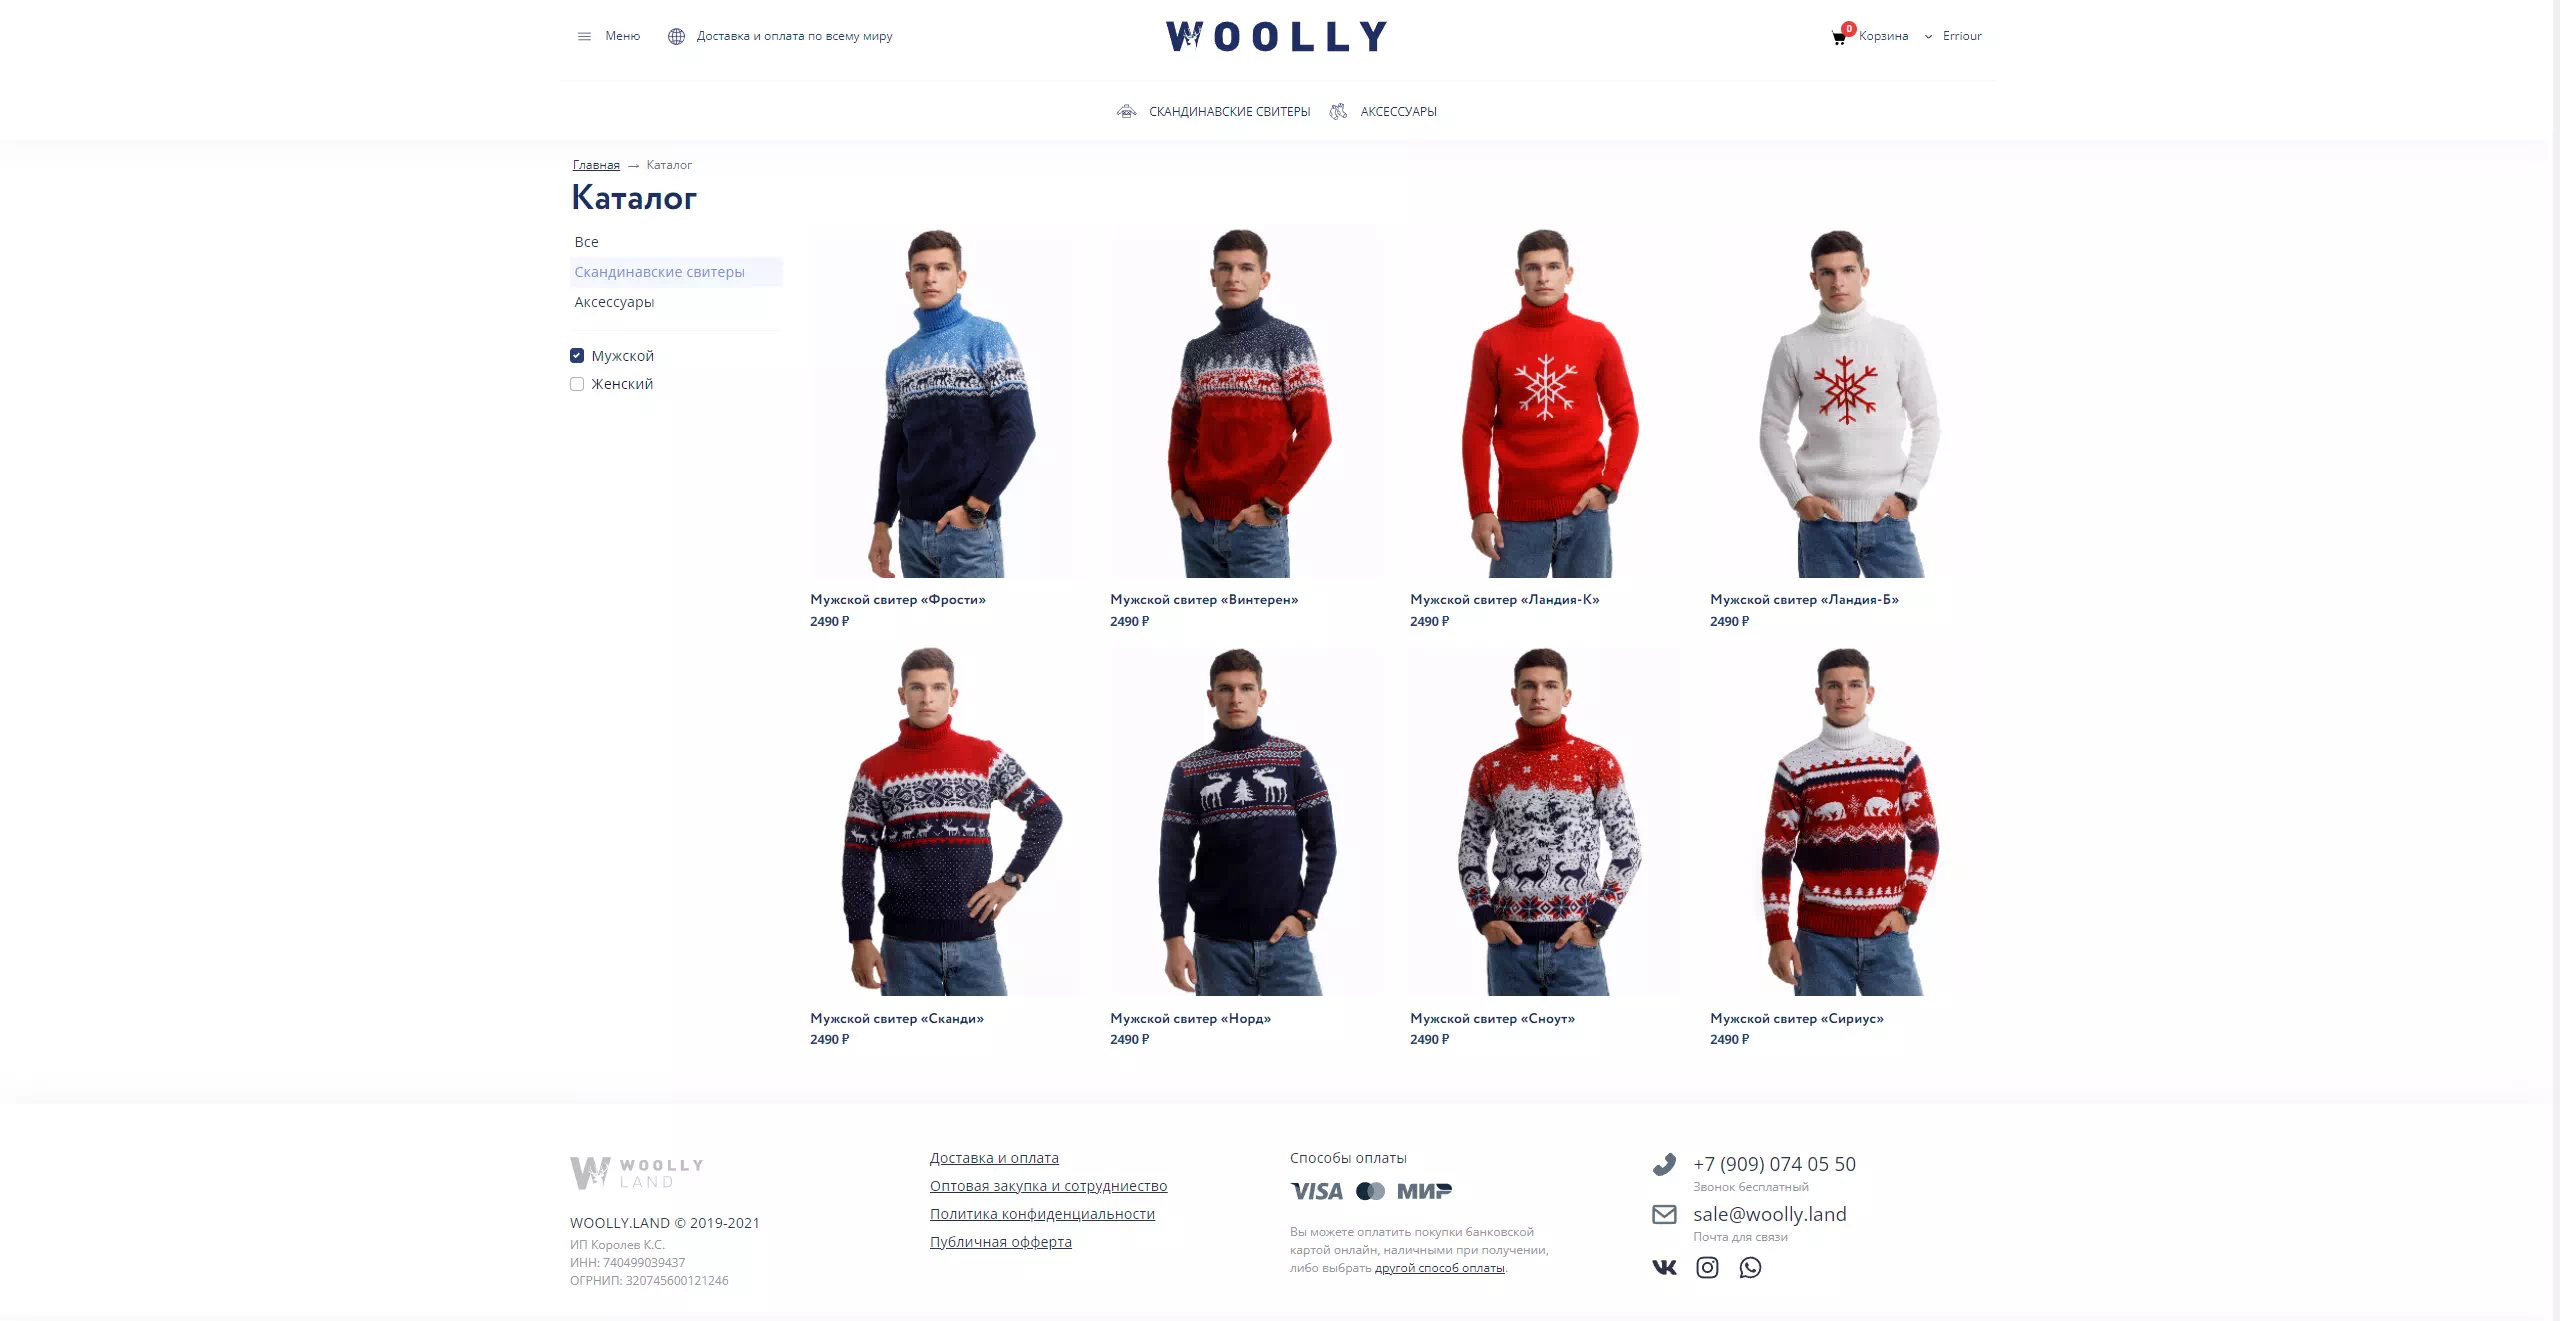 Меню
Доставка и оплата по всему миру
WOOLLY
0
Корзина
Erriour
СКАНДИНАВСКИЕ СВИТЕРЫ
АКСЕССУАРЫ
Главная → Каталог
Каталог
Все
Скандинавские свитеры
Аксессуары
Мужской
Женский
Мужской свитер «Фрости»
2490 ₽
Мужской свитер «Винтерен»
2490 ₽
Мужской свитер «Ландия-К»
2490 ₽
Мужской свитер «Ландия-Б»
2490 ₽
Мужской свитер «Сканди»
2490 ₽
Мужской свитер «Норд»
2490 ₽
Мужской свитер «Сноут»
2490 ₽
Мужской свитер «Сириус»
2490 ₽
W WOOLLY
LAND
WOOLLY.LAND © 2019-2021
ИП Королев К.С.
ИНН: 740499039437
ОГРНИП: 320745600121246
Доставка и оплата
Оптовая закупка и сотрудниество
Политика конфиденциальности
Публичная офферта
Способы оплаты
VISA
МИР
Вы можете оплатить покупки банковской
картой онлайн, наличными при получении,
либо выбрать другой способ оплаты.
+7 (909) 074 05 50
Звонок бесплатный
sale@woolly.land
Почта для связи